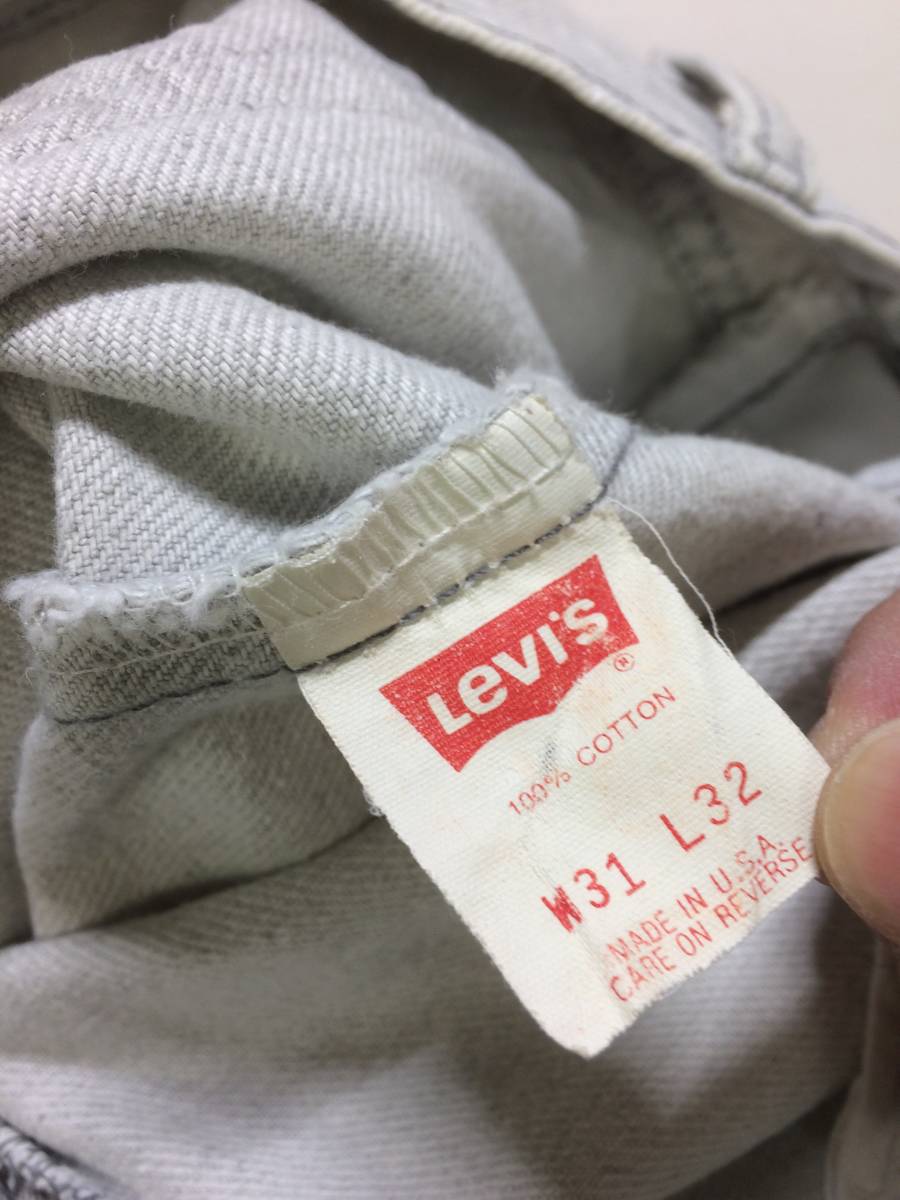 Levi's
®
100% COTTON
W31 L32
MADE IN U.S.A.
CARE ON REVERSE